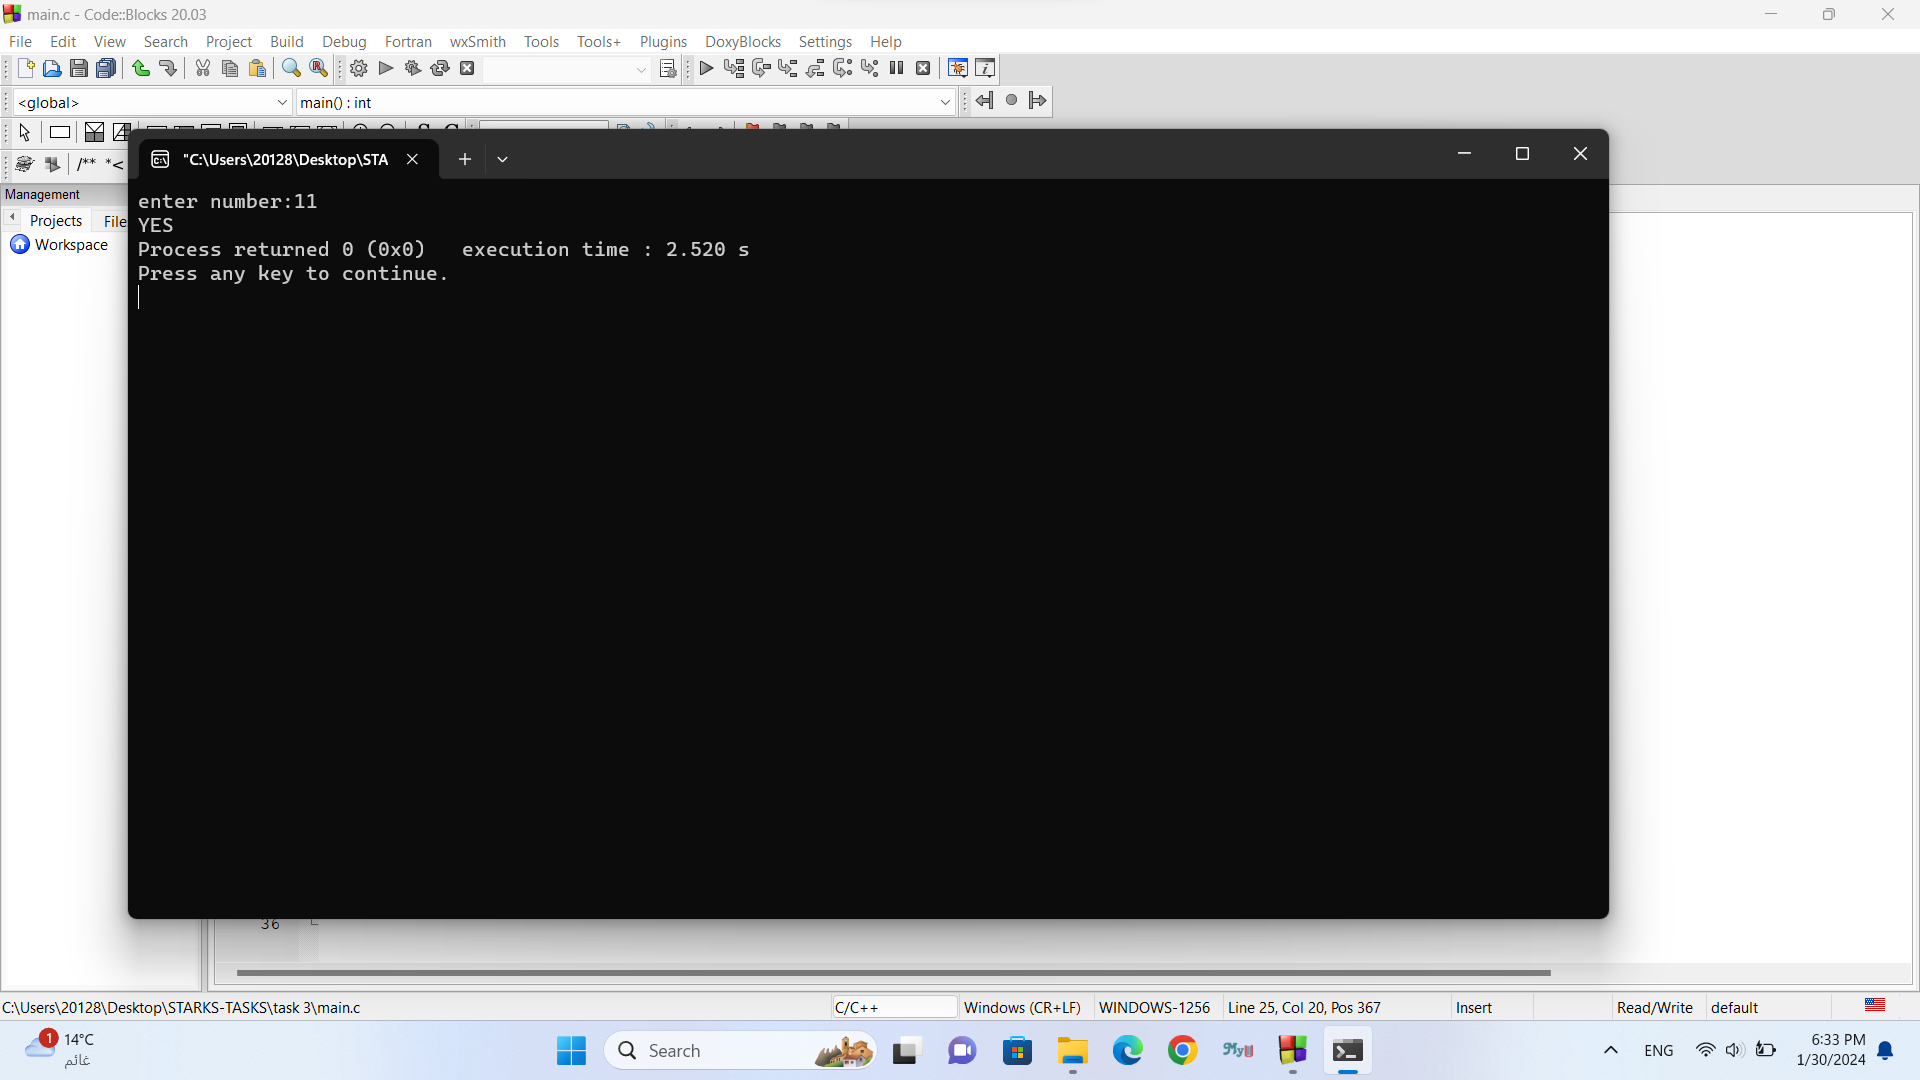 main.c - Code::Blocks 20.03
File Edit View Search Project Build Debug Fortran wxSmith Tools Tools+ Plugins DoxyBlocks Settings Help
<global> main() : int
/** *<
"C:\Users\20128\Desktop\STA
Management
Projects File
Workspace
enter number:11
YES
Process returned 0 (0x0)   execution time : 2.520 s
Press any key to continue.
36
C:\Users\20128\Desktop\STARKS-TASKS\task 3\main.c C/C++ Windows (CR+LF) WINDOWS-1256 Line 25, Col 20, Pos 367 Insert Read/Write default
1 14°C
غائم
Search
ENG
6:33 PM
1/30/2024